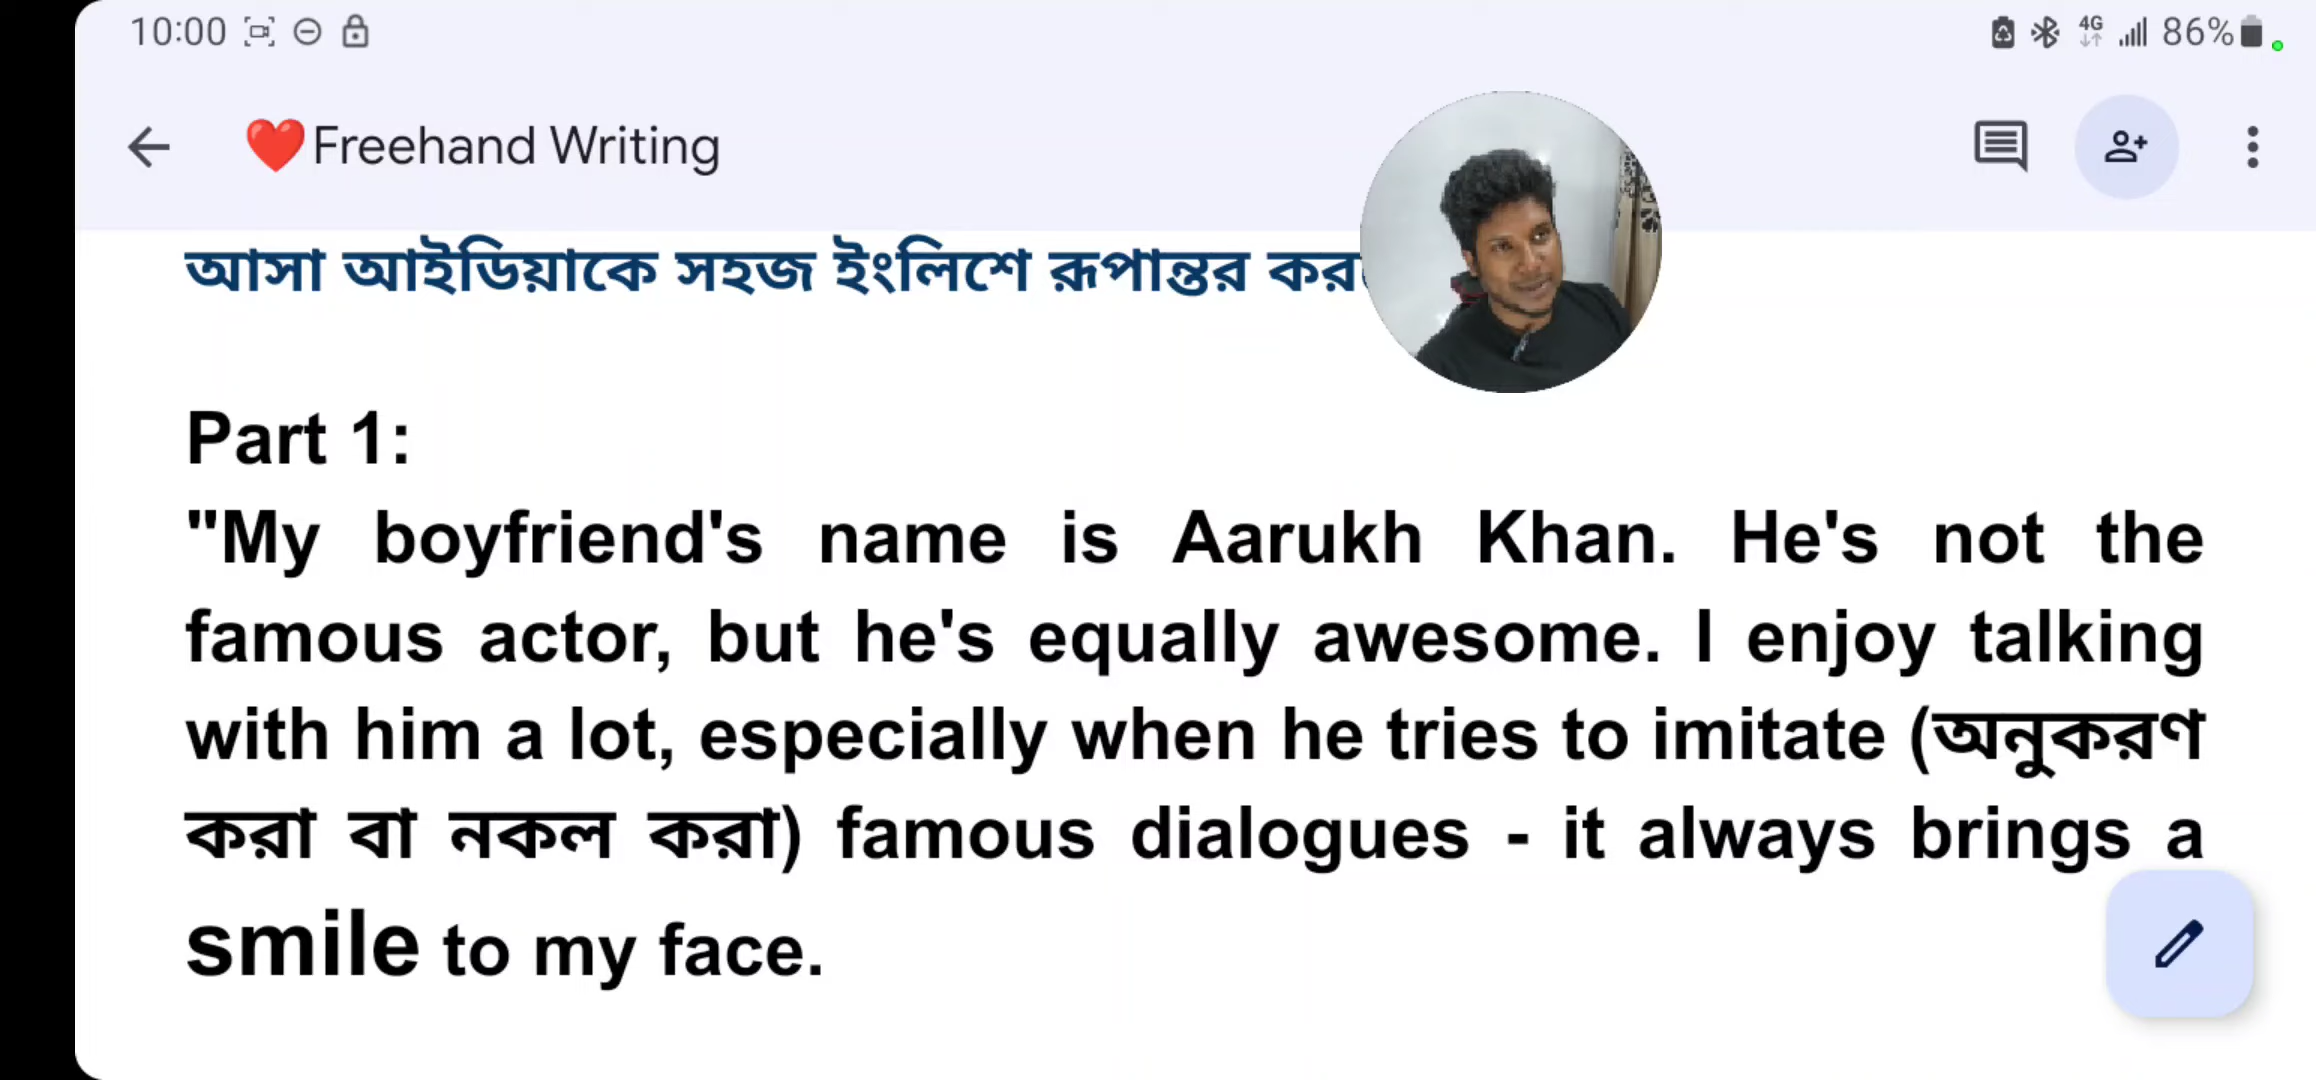 10:00
4G 86%
❤️Freehand Writing
আসা আইডিয়াকে সহজ ইংলিশে রূপান্তর
Part 1:
"My boyfriend's name is Aarukh Khan. He's not the
famous actor, but he's equally awesome. I enjoy talking
with him a lot, especially when he tries to imitate (অনুকরণ
করা বা নকল করা) famous dialogues - it always brings a
smile to my face.